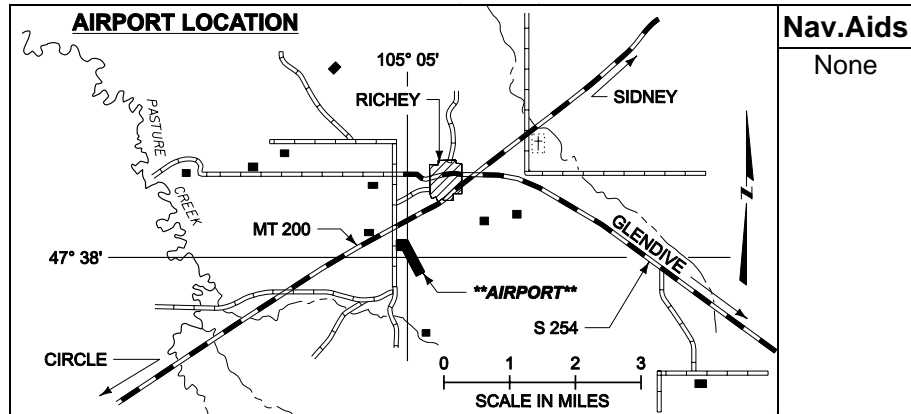 AIRPORT LOCATION
Nav.Aids
None
105° 05'
RICHEY
SIDNEY
PASTURE
CREEK
N
MT 200
47° 38'
GLENDIVE
**AIRPORT**
S 254
CIRCLE
0 1 2 3
SCALE IN MILES